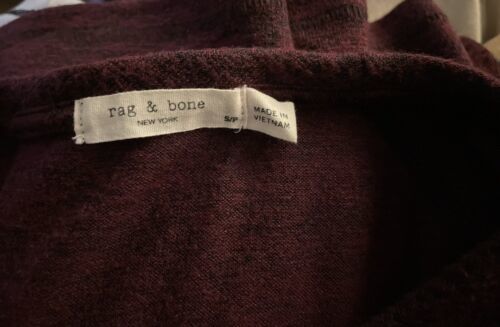 rag & bone
NEW YORK
S/P
MADE IN
VIETNAM